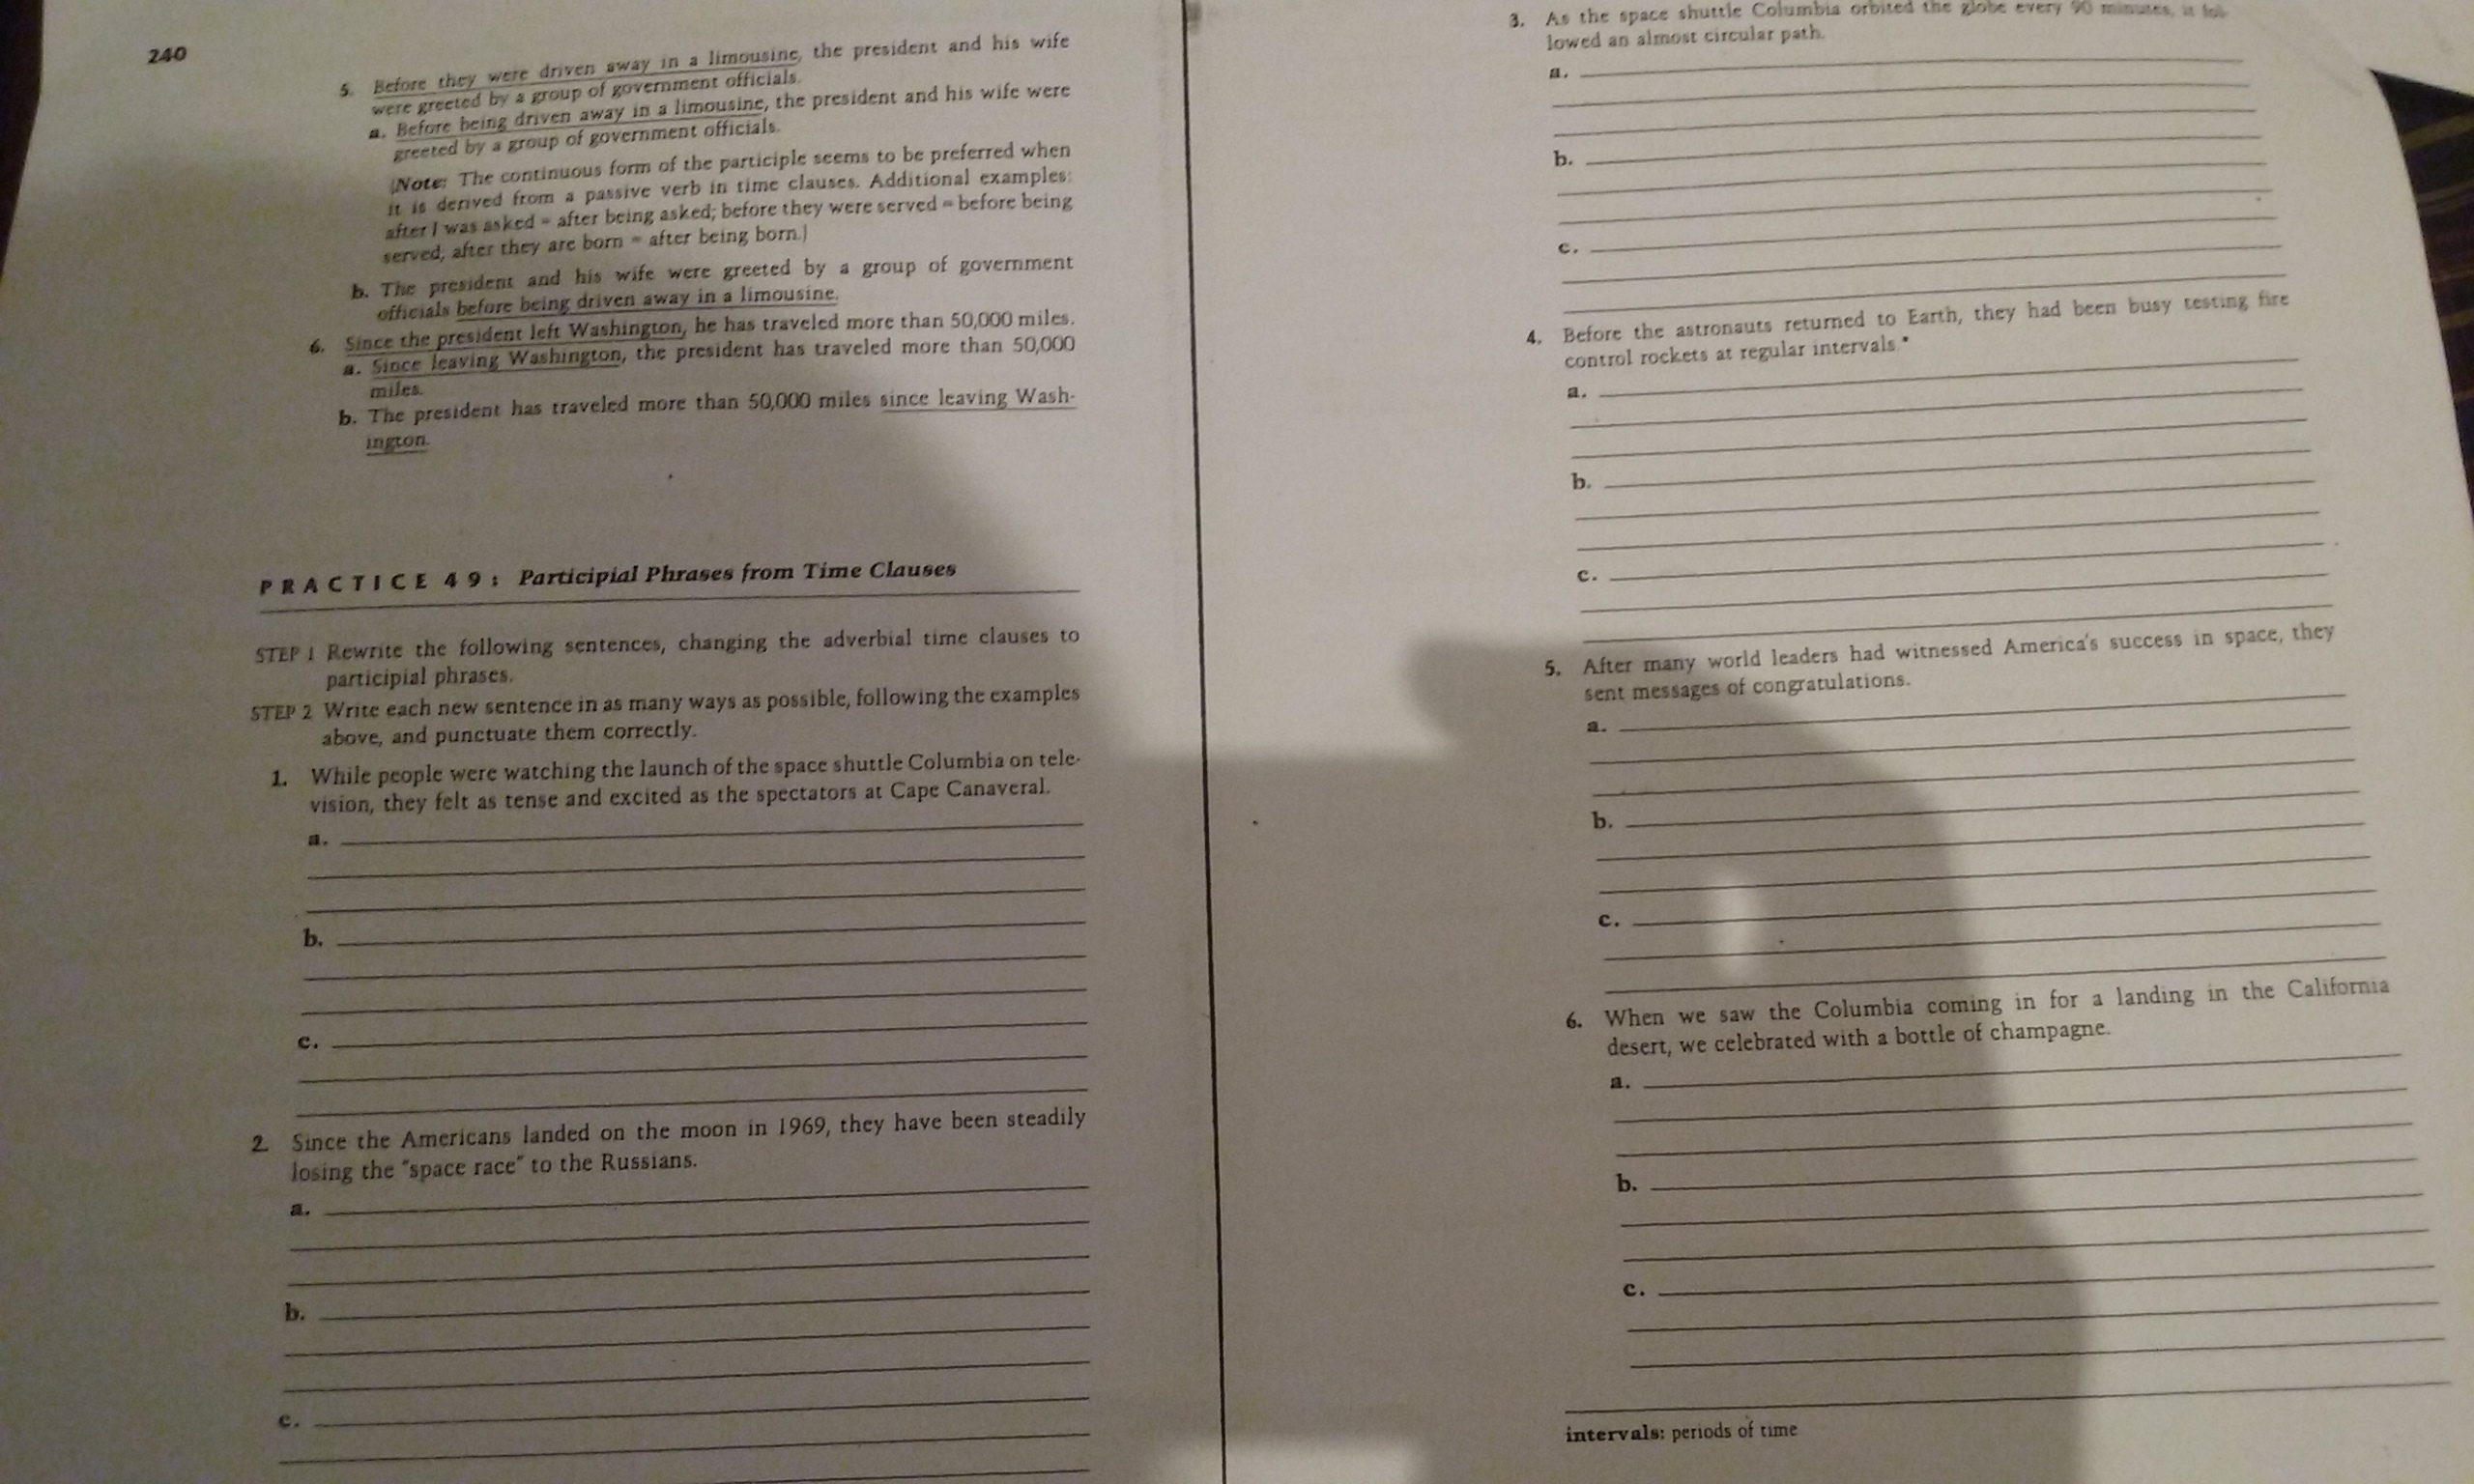 240
5. Before they were driven away in a limousine, the president and his wife
were greeted by a group of government officials.
a. Before being driven away in a limousine, the president and his wife were
greeted by a group of government officials.
[Note: The continuous form of the participle seems to be preferred when
it is derived from a passive verb in time clauses. Additional examples:
after I was asked = after being asked; before they were served = before being
served; after they are born = after being born.]
b. The president and his wife were greeted by a group of government
officials before being driven away in a limousine.
6. Since the president left Washington, he has traveled more than 50,000 miles.
a. Since leaving Washington, the president has traveled more than 50,000
miles.
b. The president has traveled more than 50,000 miles since leaving Wash-
ington.
PRACTICE 49: Participial Phrases from Time Clauses
STEP 1 Rewrite the following sentences, changing the adverbial time clauses to
participial phrases.
STEP 2 Write each new sentence in as many ways as possible, following the examples
above, and punctuate them correctly.
1. While people were watching the launch of the space shuttle Columbia on tele-
vision, they felt as tense and excited as the spectators at Cape Canaveral.
a.
b.
c.
2. Since the Americans landed on the moon in 1969, they have been steadily
losing the "space race" to the Russians.
a.
b.
c.
3. As the space shuttle Columbia orbited the globe every 90 minutes, it fol-
lowed an almost circular path.
a.
b.
c.
4. Before the astronauts returned to Earth, they had been busy testing fire
control rockets at regular intervals.*
a.
b.
c.
5. After many world leaders had witnessed America's success in space, they
sent messages of congratulations.
a.
b.
c.
6. When we saw the Columbia coming in for a landing in the California
desert, we celebrated with a bottle of champagne.
a.
b.
c.
intervals: periods of time